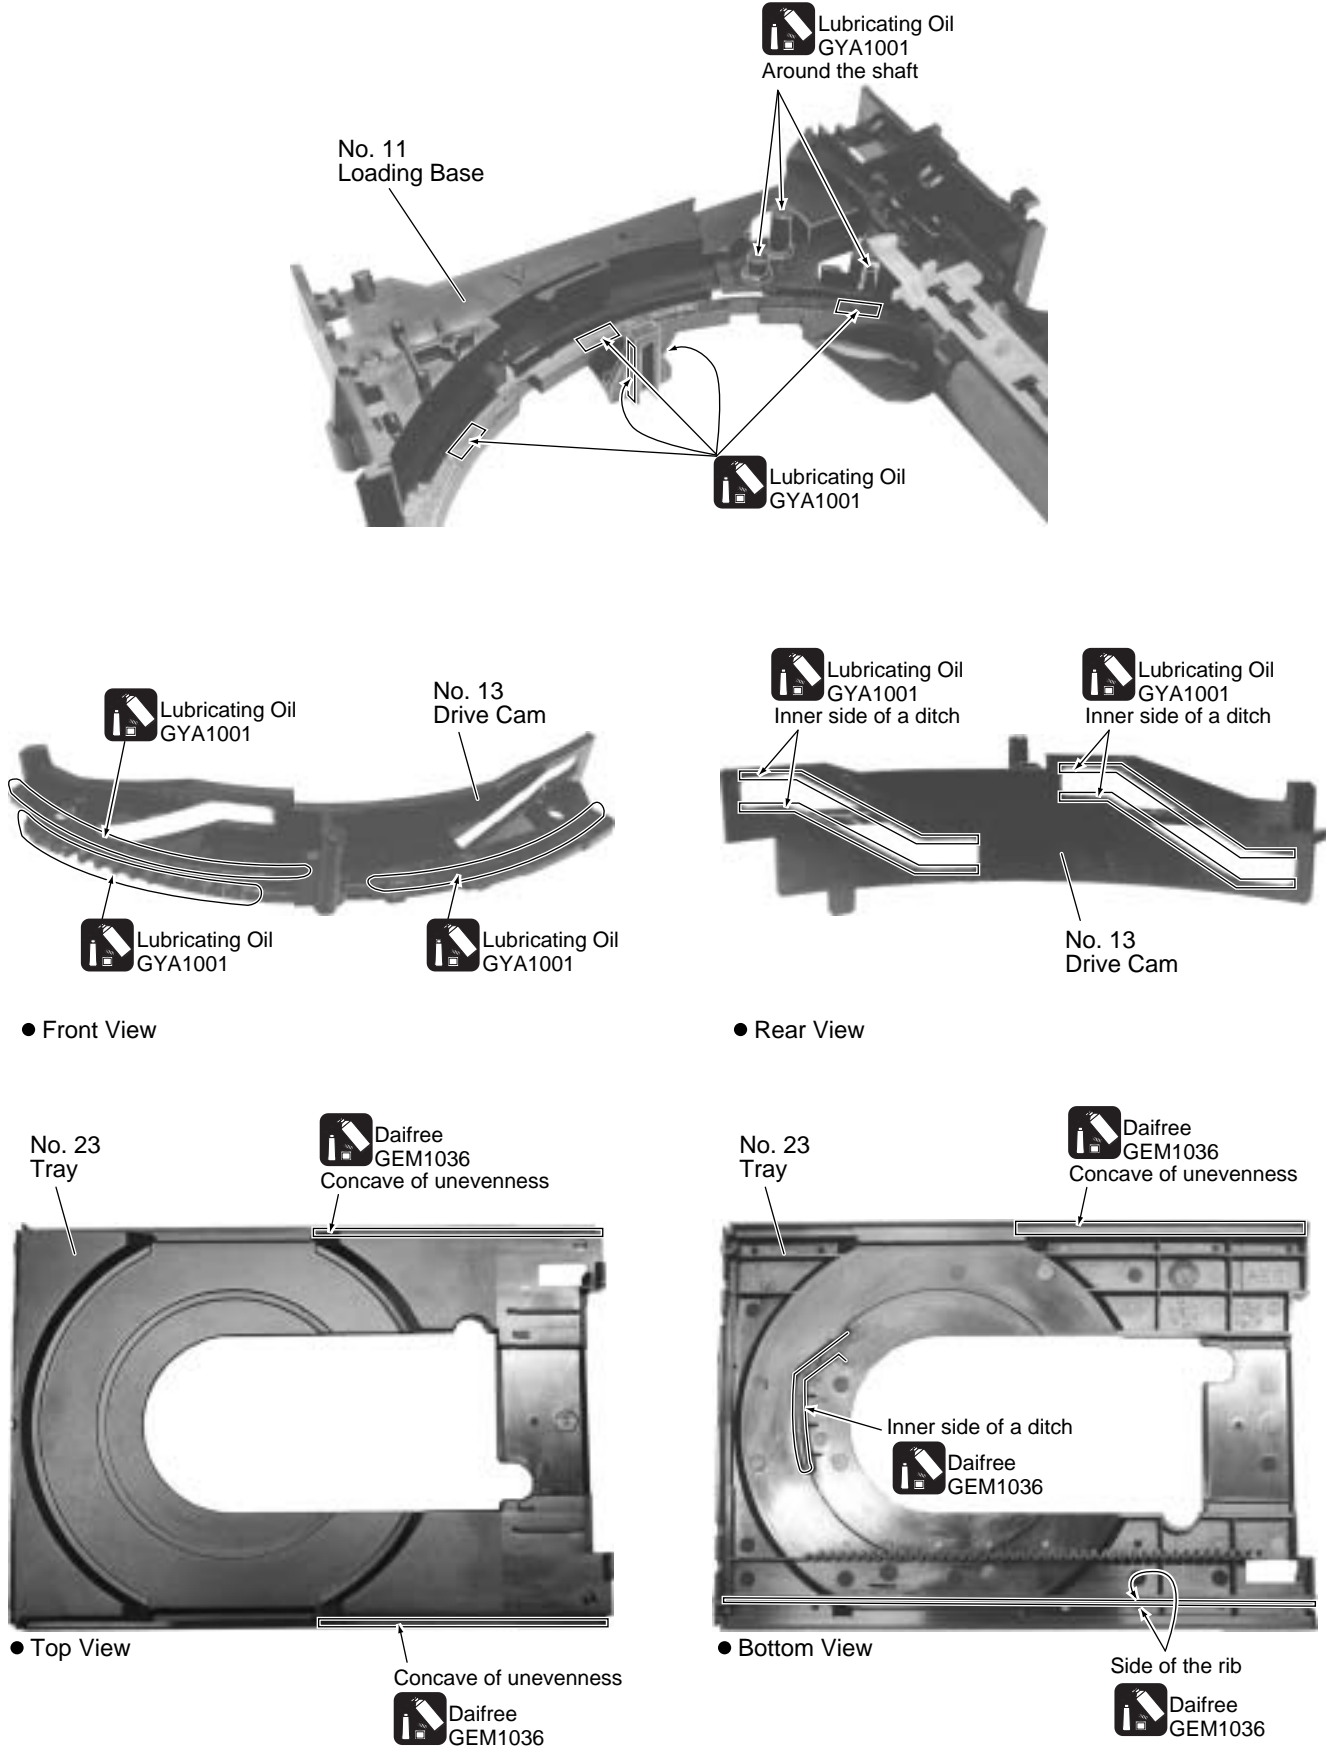 Lubricating Oil
GYA1001
Around the shaft
No. 11
Loading Base
Lubricating Oil
GYA1001
Lubricating Oil
GYA1001
No. 13
Drive Cam
Lubricating Oil
GYA1001
Lubricating Oil
GYA1001
● Front View
Lubricating Oil
GYA1001
Inner side of a ditch
Lubricating Oil
GYA1001
Inner side of a ditch
No. 13
Drive Cam
● Rear View
No. 23
Tray
Daifree
GEM1036
Concave of unevenness
● Top View
Concave of unevenness
Daifree
GEM1036
No. 23
Tray
Daifree
GEM1036
Concave of unevenness
Inner side of a ditch
Daifree
GEM1036
● Bottom View
Side of the rib
Daifree
GEM1036